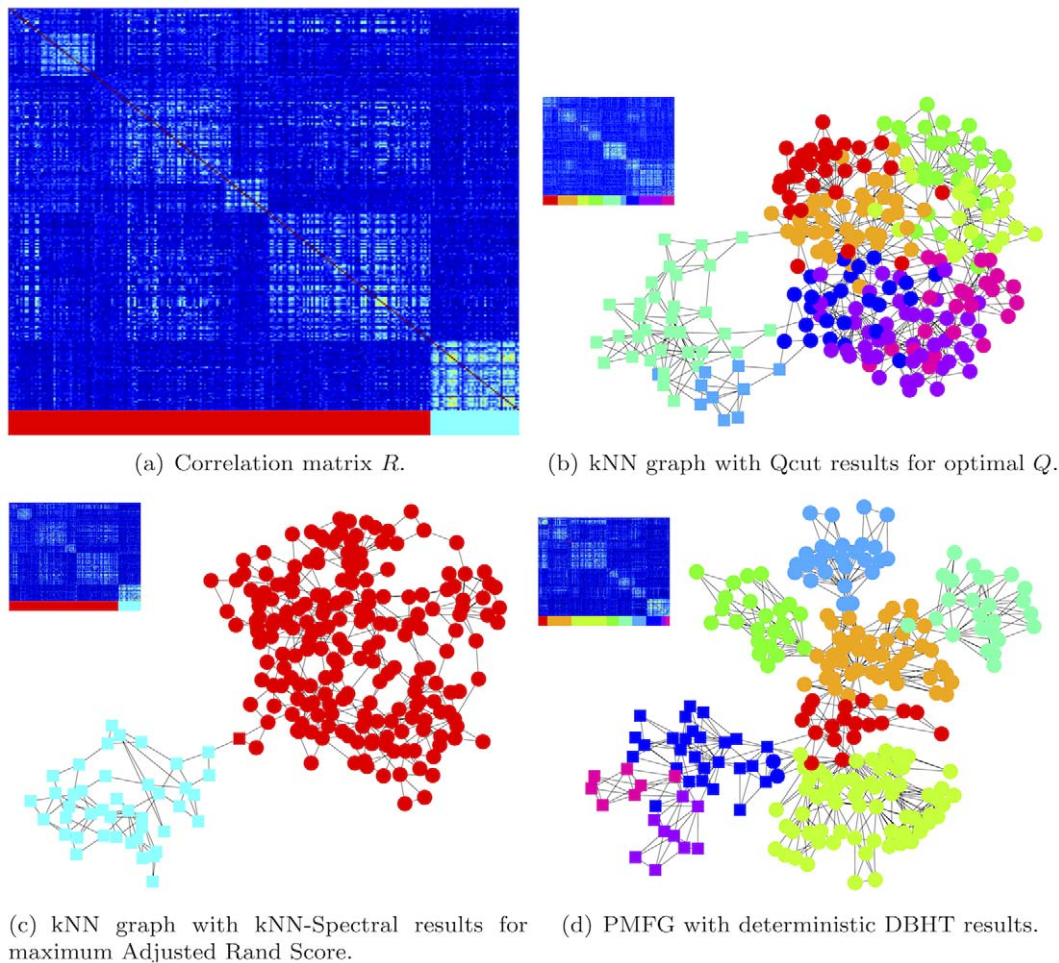 (a) Correlation matrix R.
(b) kNN graph with Qcut results for optimal Q.
(c) kNN graph with kNN-Spectral results for
maximum Adjusted Rand Score.
(d) PMFG with deterministic DBHT results.